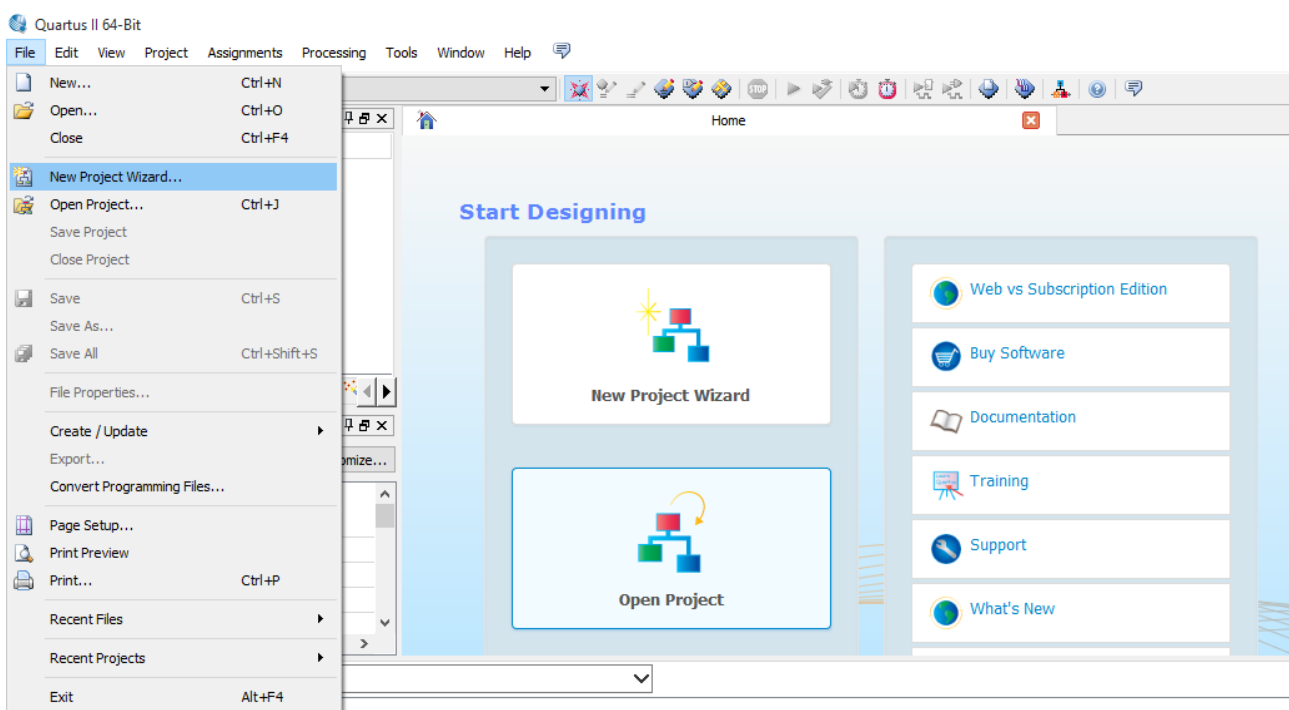 Quartus II 64-Bit
File Edit View Project Assignments Processing Tools Window Help
New... Ctrl+N
Open... Ctrl+O
Close Ctrl+F4
New Project Wizard...
Open Project... Ctrl+J
Save Project
Close Project
Save Ctrl+S
Save As...
Save All Ctrl+Shift+S
File Properties...
Create / Update
Export...
Convert Programming Files...
Page Setup...
Print Preview
Print... Ctrl+P
Recent Files
Recent Projects
Exit Alt+F4
STOP
Home
Start Designing
New Project Wizard
Open Project
Web vs Subscription Edition
Buy Software
Documentation
Training
Support
What's New